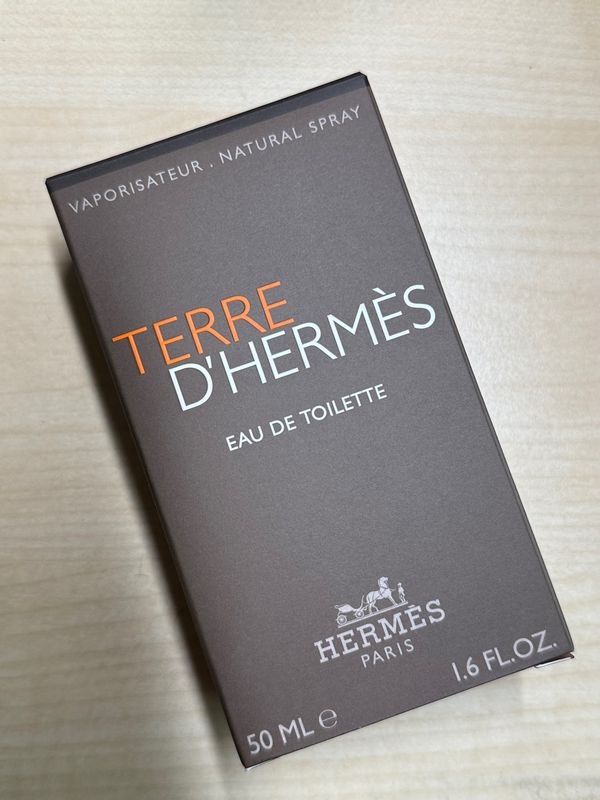 VAPORISATEUR . NATURAL SPRAY
TERRE
D'HERMÈS
EAU DE TOILETTE
HERMÈS
PARIS
50 ML ℮
1.6 FL.OZ.